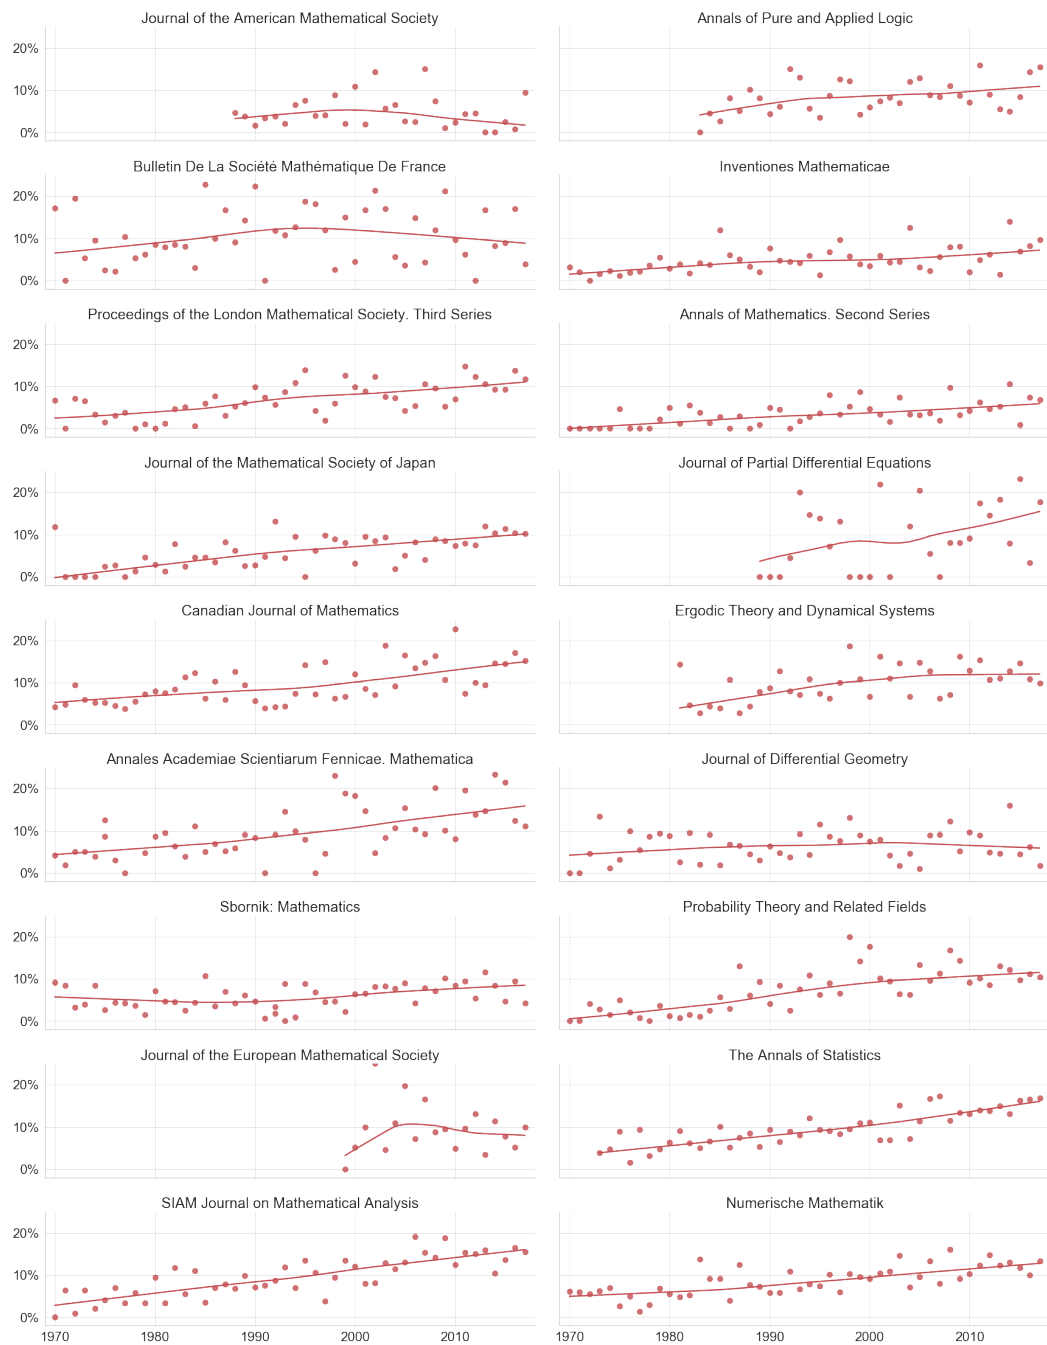 Journal of the American Mathematical Society
Annals of Pure and Applied Logic
20%
10%
0%
Bulletin De La Société Mathématique De France
Inventiones Mathematicae
20%
10%
0%
Proceedings of the London Mathematical Society. Third Series
Annals of Mathematics. Second Series
20%
10%
0%
Journal of the Mathematical Society of Japan
Journal of Partial Differential Equations
20%
10%
0%
Canadian Journal of Mathematics
Ergodic Theory and Dynamical Systems
20%
10%
0%
Annales Academiae Scientiarum Fennicae. Mathematica
Journal of Differential Geometry
20%
10%
0%
Sbornik: Mathematics
Probability Theory and Related Fields
20%
10%
0%
Journal of the European Mathematical Society
The Annals of Statistics
20%
10%
0%
SIAM Journal on Mathematical Analysis
Numerische Mathematik
20%
10%
0%
1970 1980 1990 2000 2010
1970 1980 1990 2000 2010